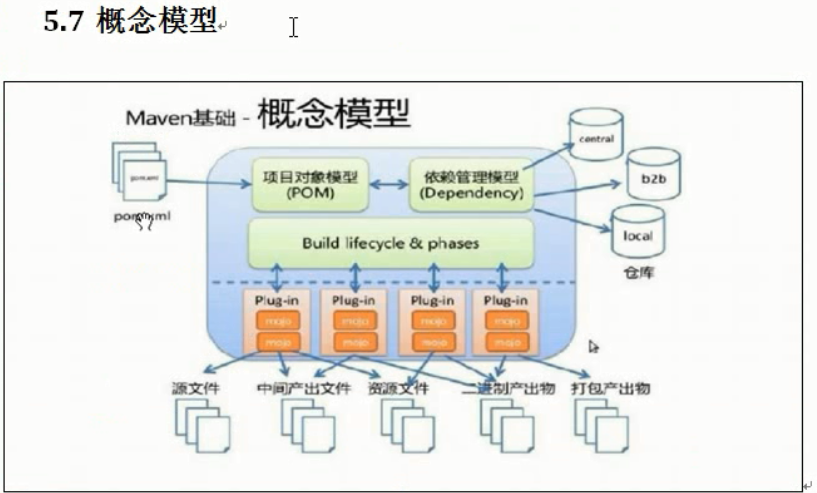 5.7 概念模型
Maven基础 - 概念模型
central
项目对象模型
(POM)
依赖管理模型
(Dependency)
pom.xml
b2b
local
仓库
Build lifecycle & phases
Plug-in Plug-in Plug-in Plug-in
mojo mojo mojo mojo
mojo mojo mojo mojo
源文件 中间产出文件 资源文件 二进制产出物 打包产出物